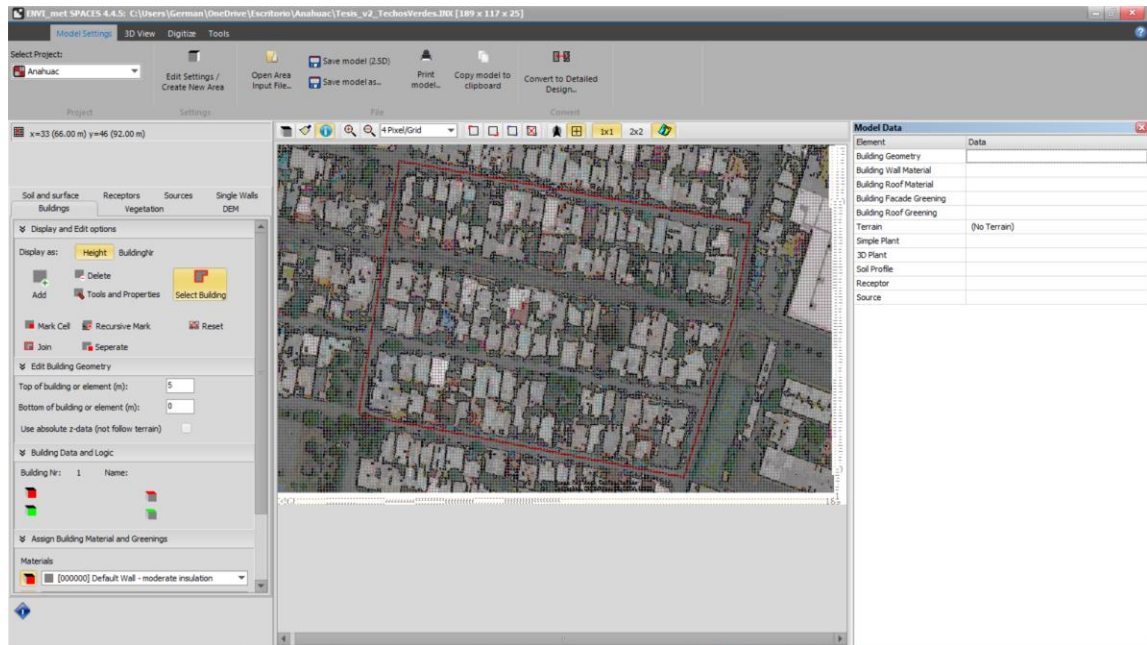 ENVI_met SPACES 4.4.5: C:\Users\German\OneDrive\Escritorio\Anahuac\Tesis_v2_TechosVerdes.INX [189 x 117 x 25]
Model Settings 3D View Digitize Tools
Select Project:
Anahuac
Edit Settings / Create New Area
Open Area Input File...
Save model (2.5D)
Save model as...
Print model...
Copy model to clipboard
Convert to Detailed Design...
Project Settings File Convert
x=33 (66.00 m) y=46 (92.00 m)
4 Pixel/Grid
1x1 2x2
Soil and surface Receptors Sources Single Walls
Buildings Vegetation DEM
Display and Edit options
Display as: Height BuildingNr
Add
Delete
Tools and Properties
Select Building
Mark Cell Recursive Mark Reset
Join Seperate
Edit Building Geometry
Top of building or element (m): 5
Bottom of building or element (m): 0
Use absolute z-data (not follow terrain)
Building Data and Logic
Building Nr: 1 Name:
Assign Building Material and Greenings
Materials
[000000] Default Wall - moderate insulation
Model Data
Element Data
Building Geometry
Building Wall Material
Building Roof Material
Building Facade Greening
Building Roof Greening
Terrain (No Terrain)
Simple Plant
3D Plant
Soil Profile
Receptor
Source